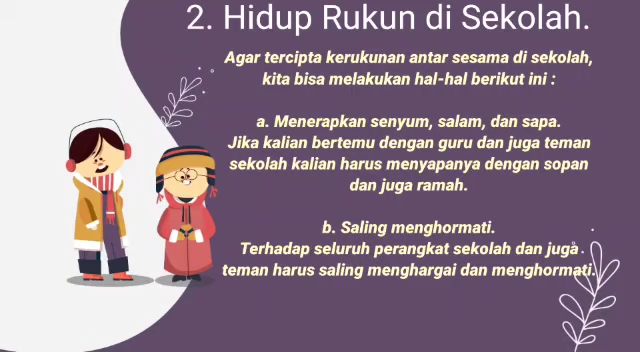 2. Hidup Rukun di Sekolah.
Agar tercipta kerukunan antar sesama di sekolah,
kita bisa melakukan hal-hal berikut ini :
a. Menerapkan senyum, salam, dan sapa.
Jika kalian bertemu dengan guru dan juga teman
sekolah kalian harus menyapanya dengan sopan
dan juga ramah.
b. Saling menghormati.
Terhadap seluruh perangkat sekolah dan juga
teman harus saling menghargai dan menghormati.